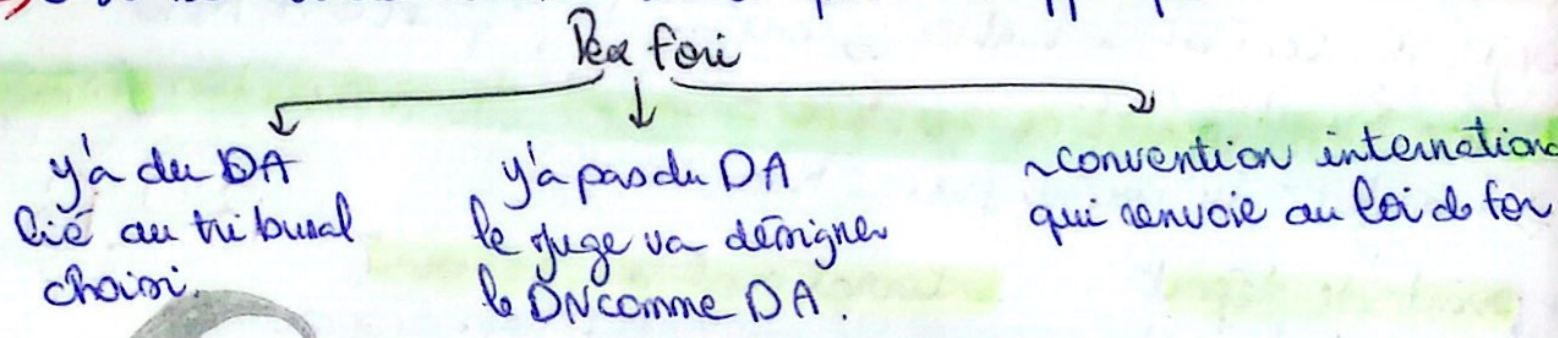 Lex fori
y'a du DA
lié au tribunal
choisi.
y'a pas du DA
le juge va désigner
le DN comme DA.
~convention internationa
qui renvoie au loi de for